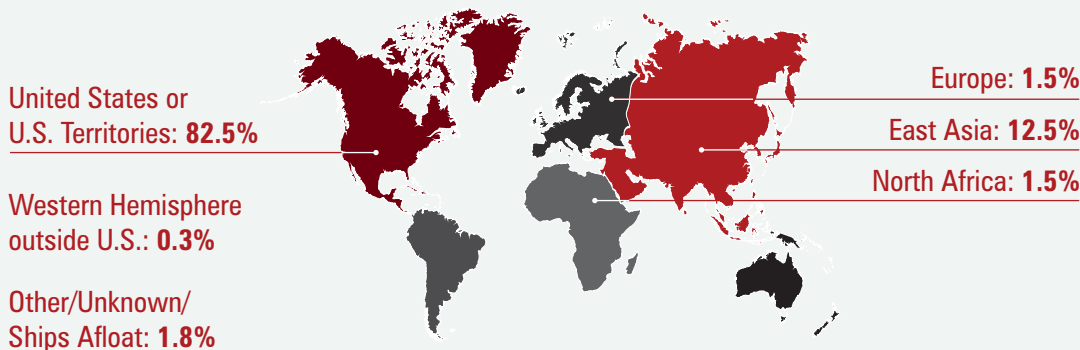 United States or
U.S. Territories: 82.5%
Western Hemisphere
outside U.S.: 0.3%
Other/Unknown/
Ships Afloat: 1.8%
Europe: 1.5%
East Asia: 12.5%
North Africa: 1.5%